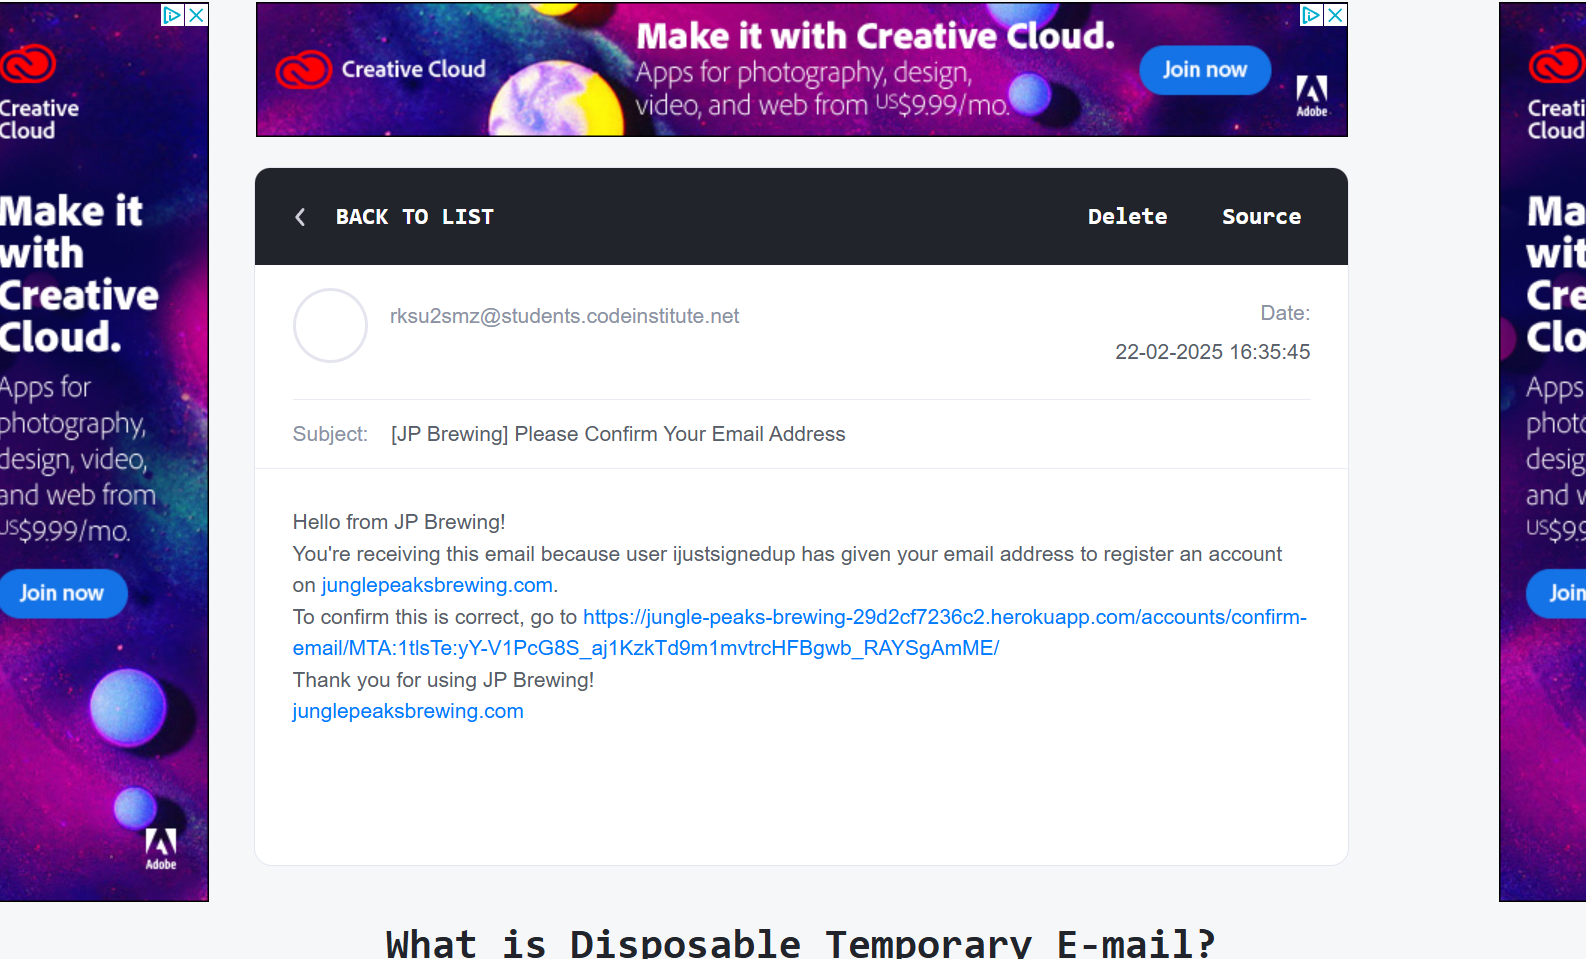 Creative
Cloud
Make it
with
Creative
Cloud.
Apps for
photography,
design, video,
and web from
US$9.99/mo.
Join now
Adobe
Creative Cloud
Make it with Creative Cloud.
Apps for photography, design,
video, and web from US$9.99/mo.
Join now
Adobe
BACK TO LIST
Delete
Source
rksu2smz@students.codeinstitute.net
Date:
22-02-2025 16:35:45
Subject: [JP Brewing] Please Confirm Your Email Address
Hello from JP Brewing!
You're receiving this email because user ijustsignedup has given your email address to register an account
on junglepeaksbrewing.com.
To confirm this is correct, go to https://jungle-peaks-brewing-29d2cf7236c2.herokuapp.com/accounts/confirm-
email/MTA:1tlsTe:yY-V1PcG8S_aj1KzkTd9m1mvtrcHFBgwb_RAYSgAmME/
Thank you for using JP Brewing!
junglepeaksbrewing.com
What is Disposable Temporary E-mail?
Creati
Cloud
Ma
wit
Cre
Clo
Apps
photo
desig
and w
US$9.9
Join